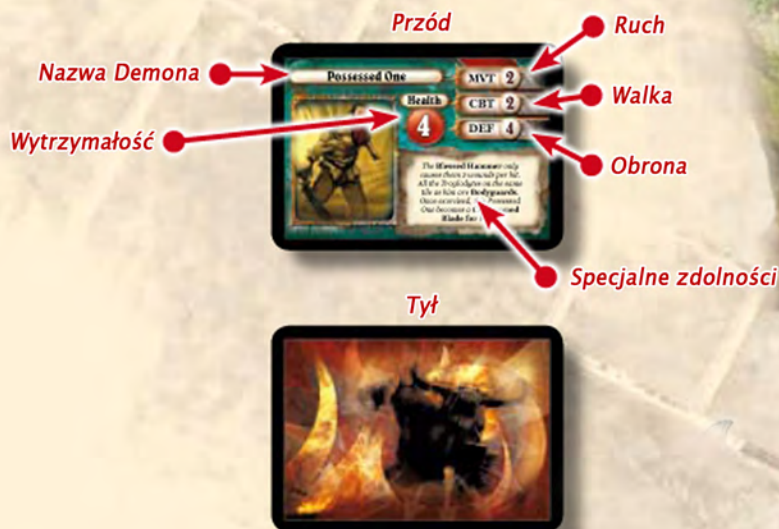 Przód
Ruch
Nazwa Demona
Possessed One
MVT 2
Walka
Health
CBT 2
Wytrzymałość
4
DEF 4
Obrona
The Blessed Hammer only
causes them 2 wounds per hit.
All the Troglodytes on the same
tile as him are Bodyguards.
Once exorcised, Possessed
One becomes a
Blade for
Specjalne zdolności
Tył